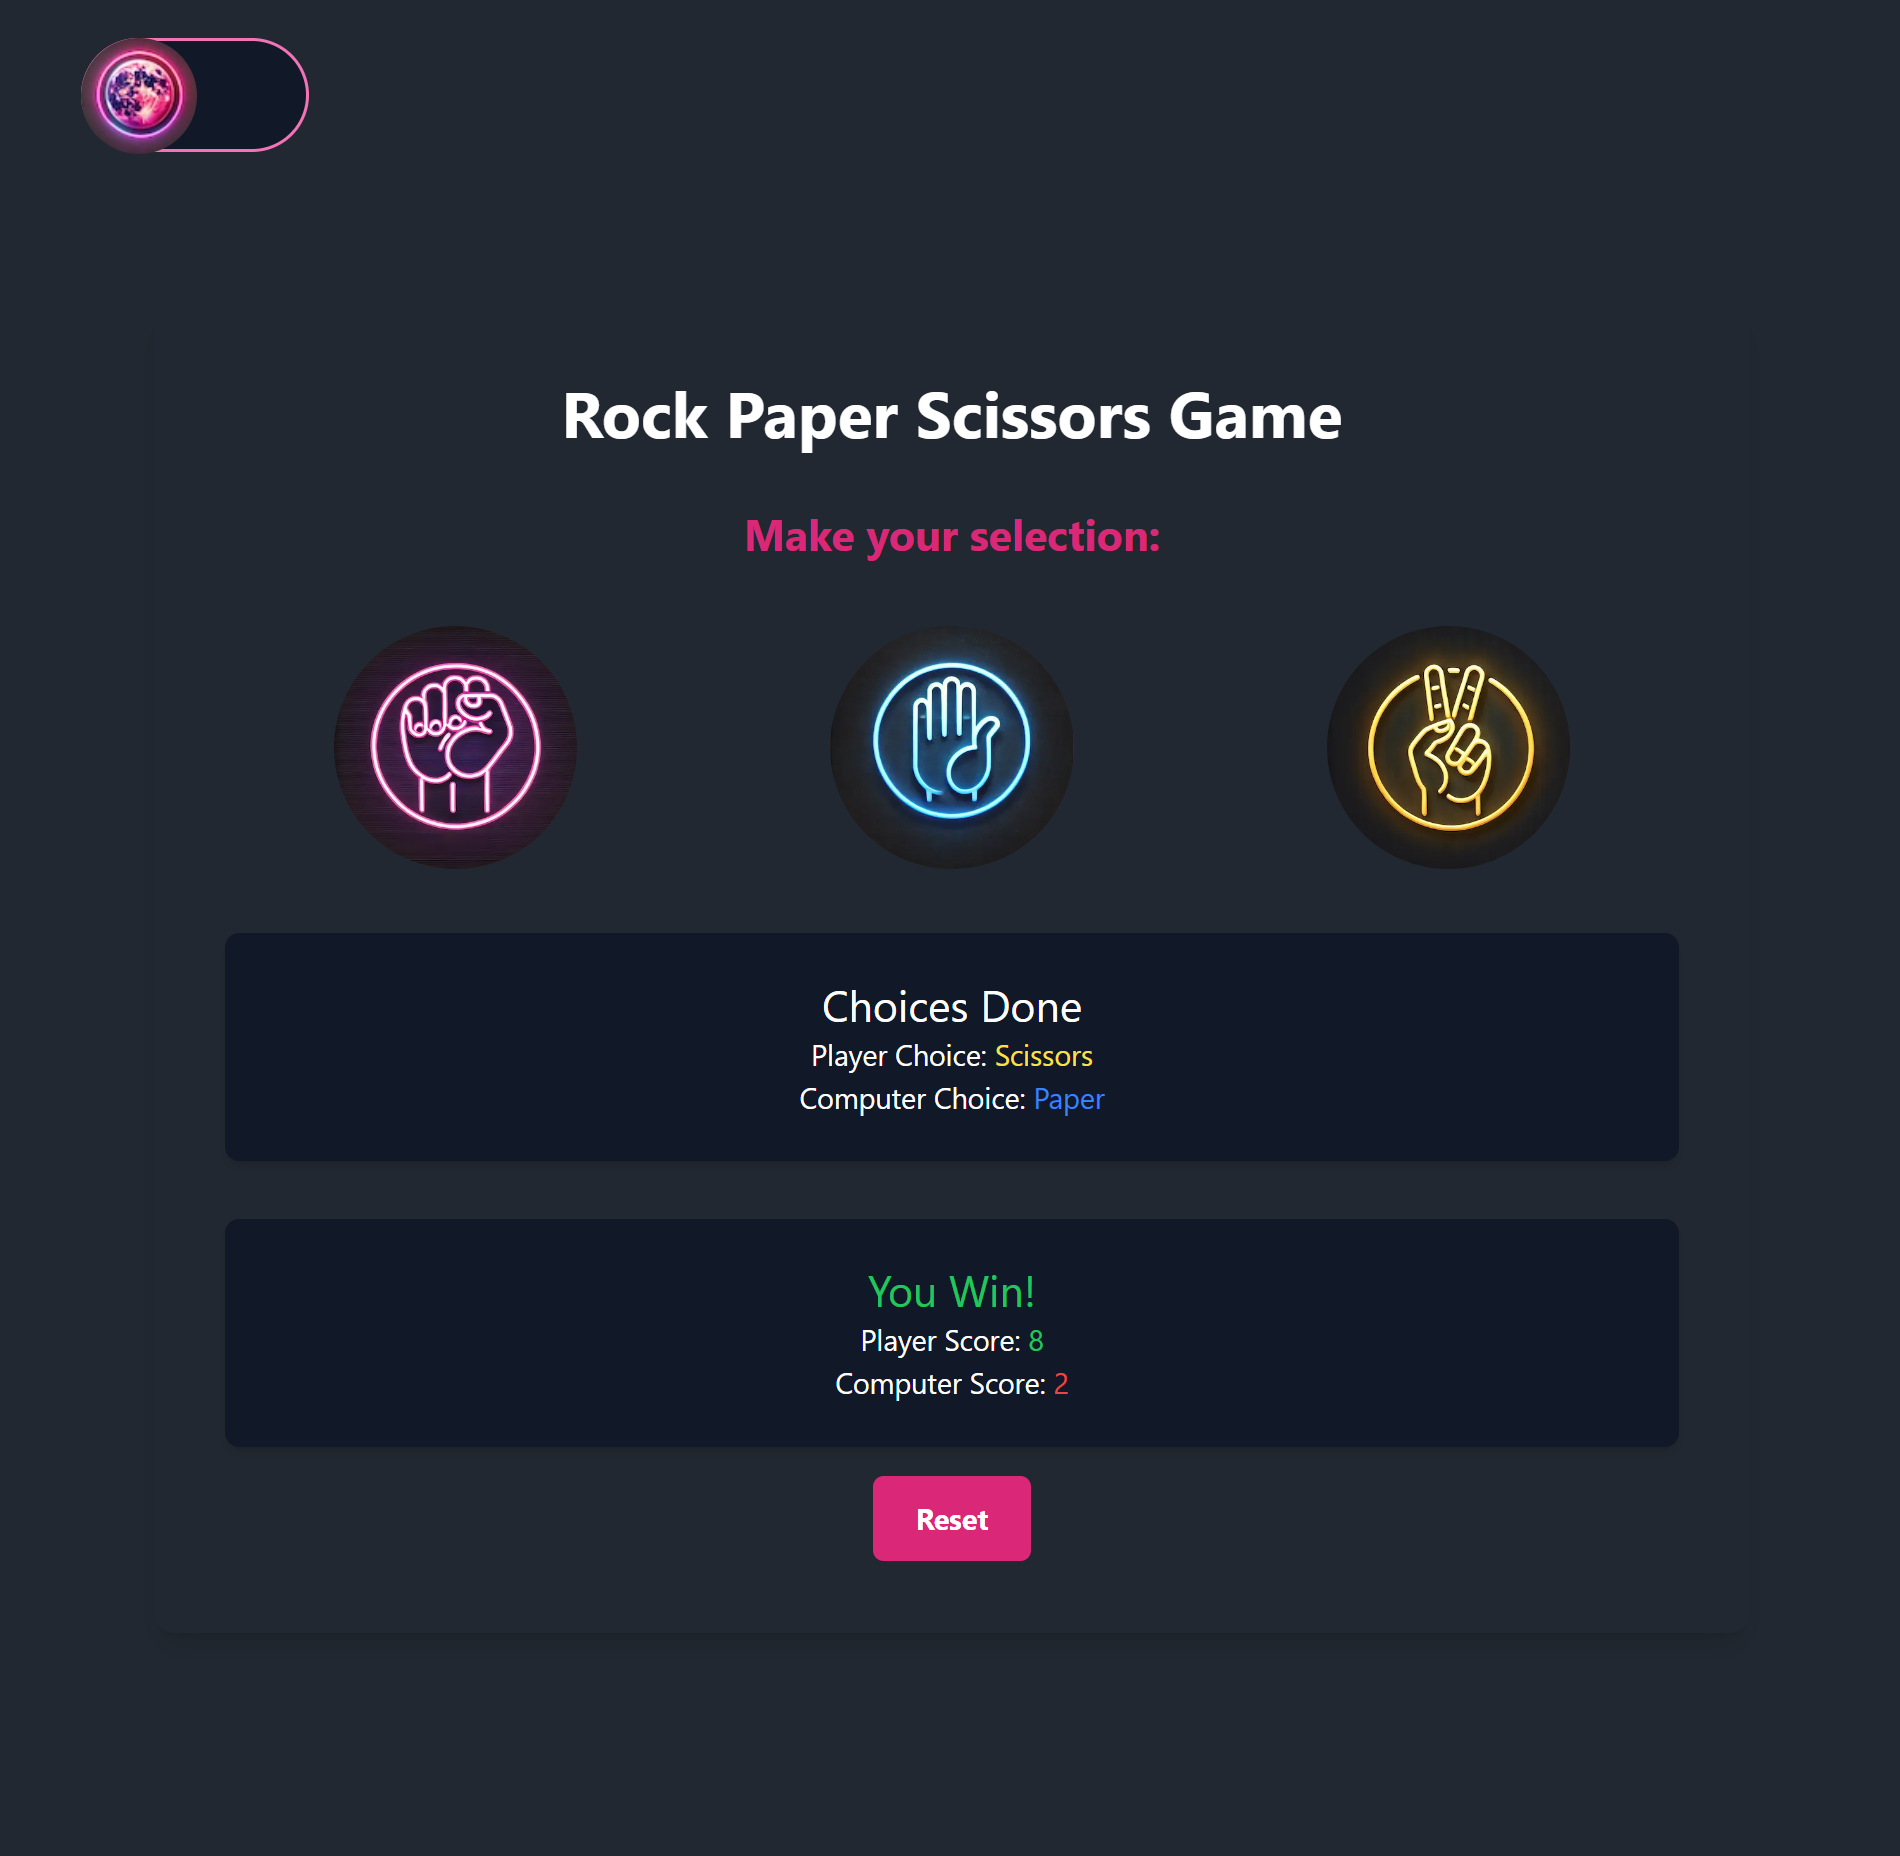 Rock Paper Scissors Game
Make your selection:
Choices Done
Player Choice: Scissors
Computer Choice: Paper
You Win!
Player Score: 8
Computer Score: 2
Reset